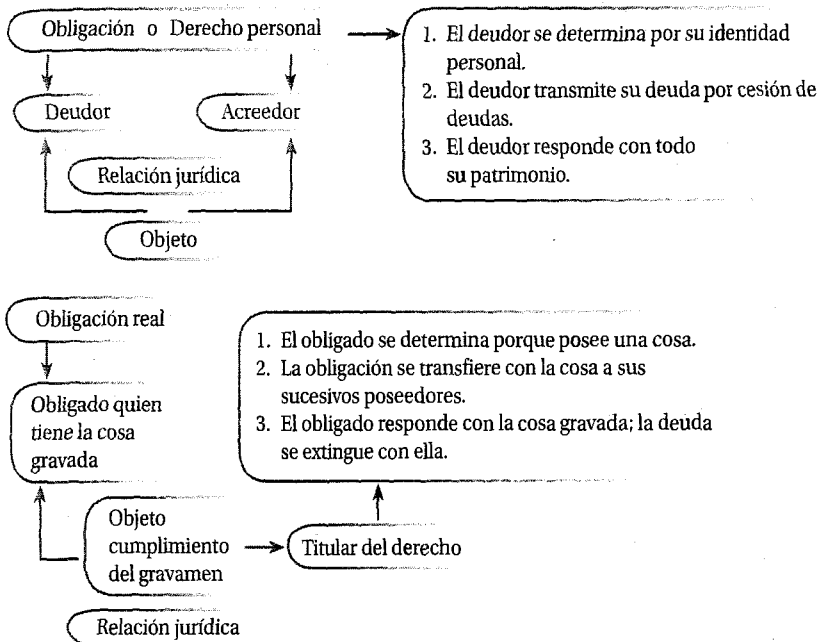 Obligación o Derecho personal
1. El deudor se determina por su identidad
personal.
2. El deudor transmite su deuda por cesión de
deudas.
3. El deudor responde con todo
su patrimonio.
Deudor
Acreedor
Relación jurídica
Objeto
Obligación real
Obligado quien
tiene la cosa
gravada
1. El obligado se determina porque posee una cosa.
2. La obligación se transfiere con la cosa a sus
sucesivos poseedores.
3. El obligado responde con la cosa gravada; la deuda
se extingue con ella.
Objeto
cumplimiento
del gravamen
Titular del derecho
Relación jurídica